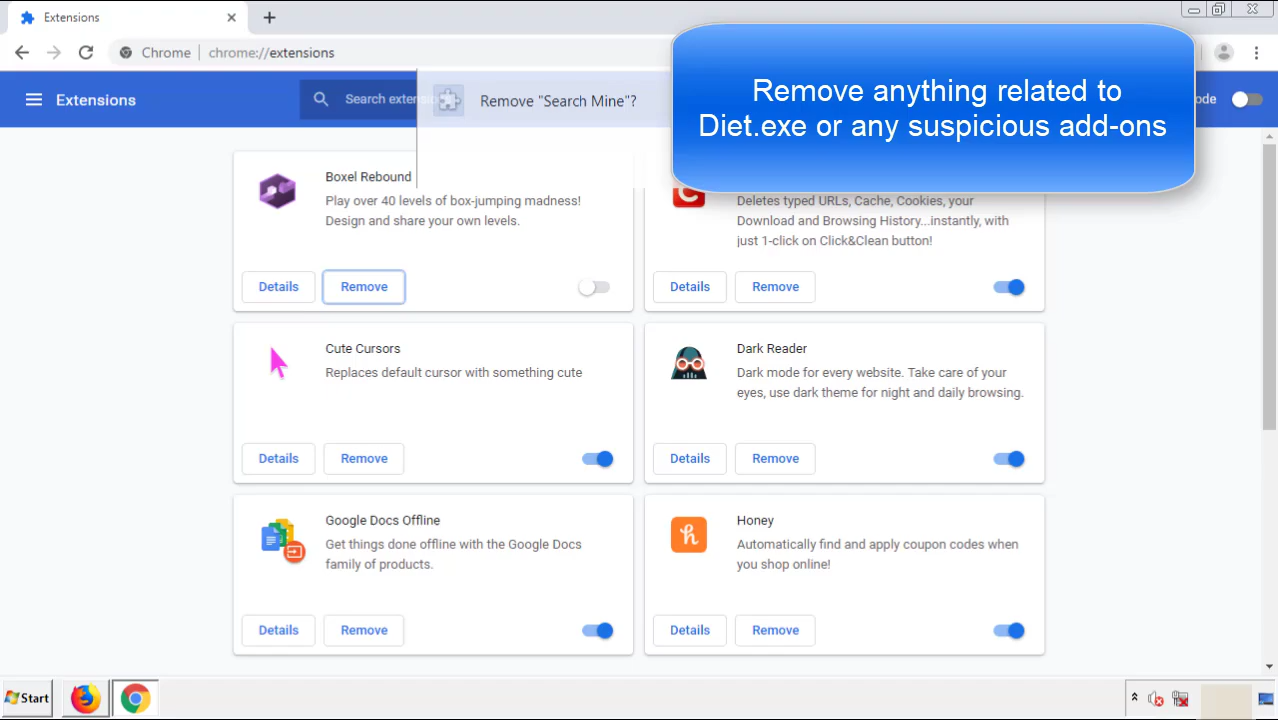 Extensions
Chrome
chrome://extensions
Extensions
Search exten
Remove "Search Mine"?
Remove anything related to
Diet.exe or any suspicious add-ons
ode
Boxel Rebound
Play over 40 levels of box-jumping madness!
Design and share your own levels.
Details
Remove
Deletes typed URLs, Cache, Cookies, your
Download and Browsing History...instantly, with
just 1-click on Click&Clean button!
Details
Remove
Cute Cursors
Replaces default cursor with something cute
Details
Remove
Dark Reader
Dark mode for every website. Take care of your
eyes, use dark theme for night and daily browsing.
Details
Remove
Google Docs Offline
Get things done offline with the Google Docs
family of products.
Details
Remove
Honey
Automatically find and apply coupon codes when
you shop online!
Details
Remove
Start